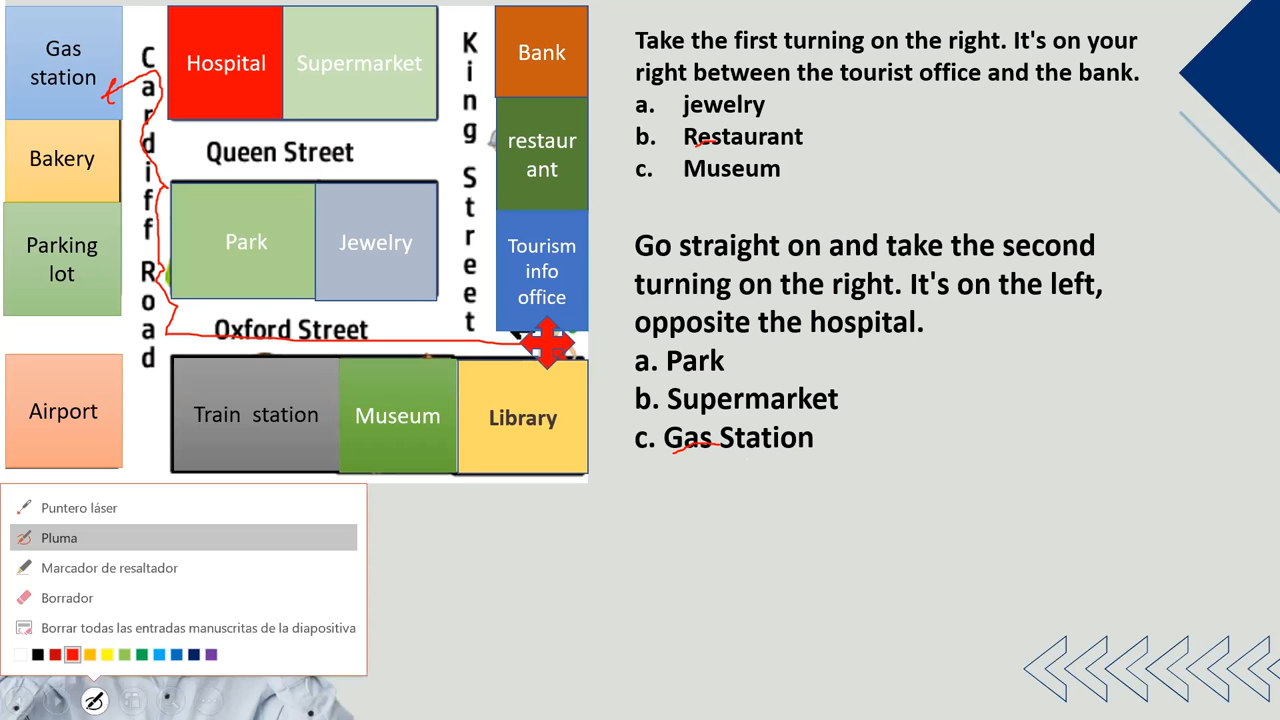 Gas
station
Bakery
Parking
lot
Airport
Cardiff Road
Hospital
Supermarket
Queen Street
Park
Jewelry
Oxford Street
Train station
Museum
Library
King Street
Bank
restaur
ant
Tourism
info
office
Take the first turning on the right. It's on your
right between the tourist office and the bank.
a. jewelry
b. Restaurant
c. Museum
Go straight on and take the second
turning on the right. It's on the left,
opposite the hospital.
a. Park
b. Supermarket
c. Gas Station
Puntero láser
Pluma
Marcador de resaltador
Borrador
Borrar todas las entradas manuscritas de la diapositiva